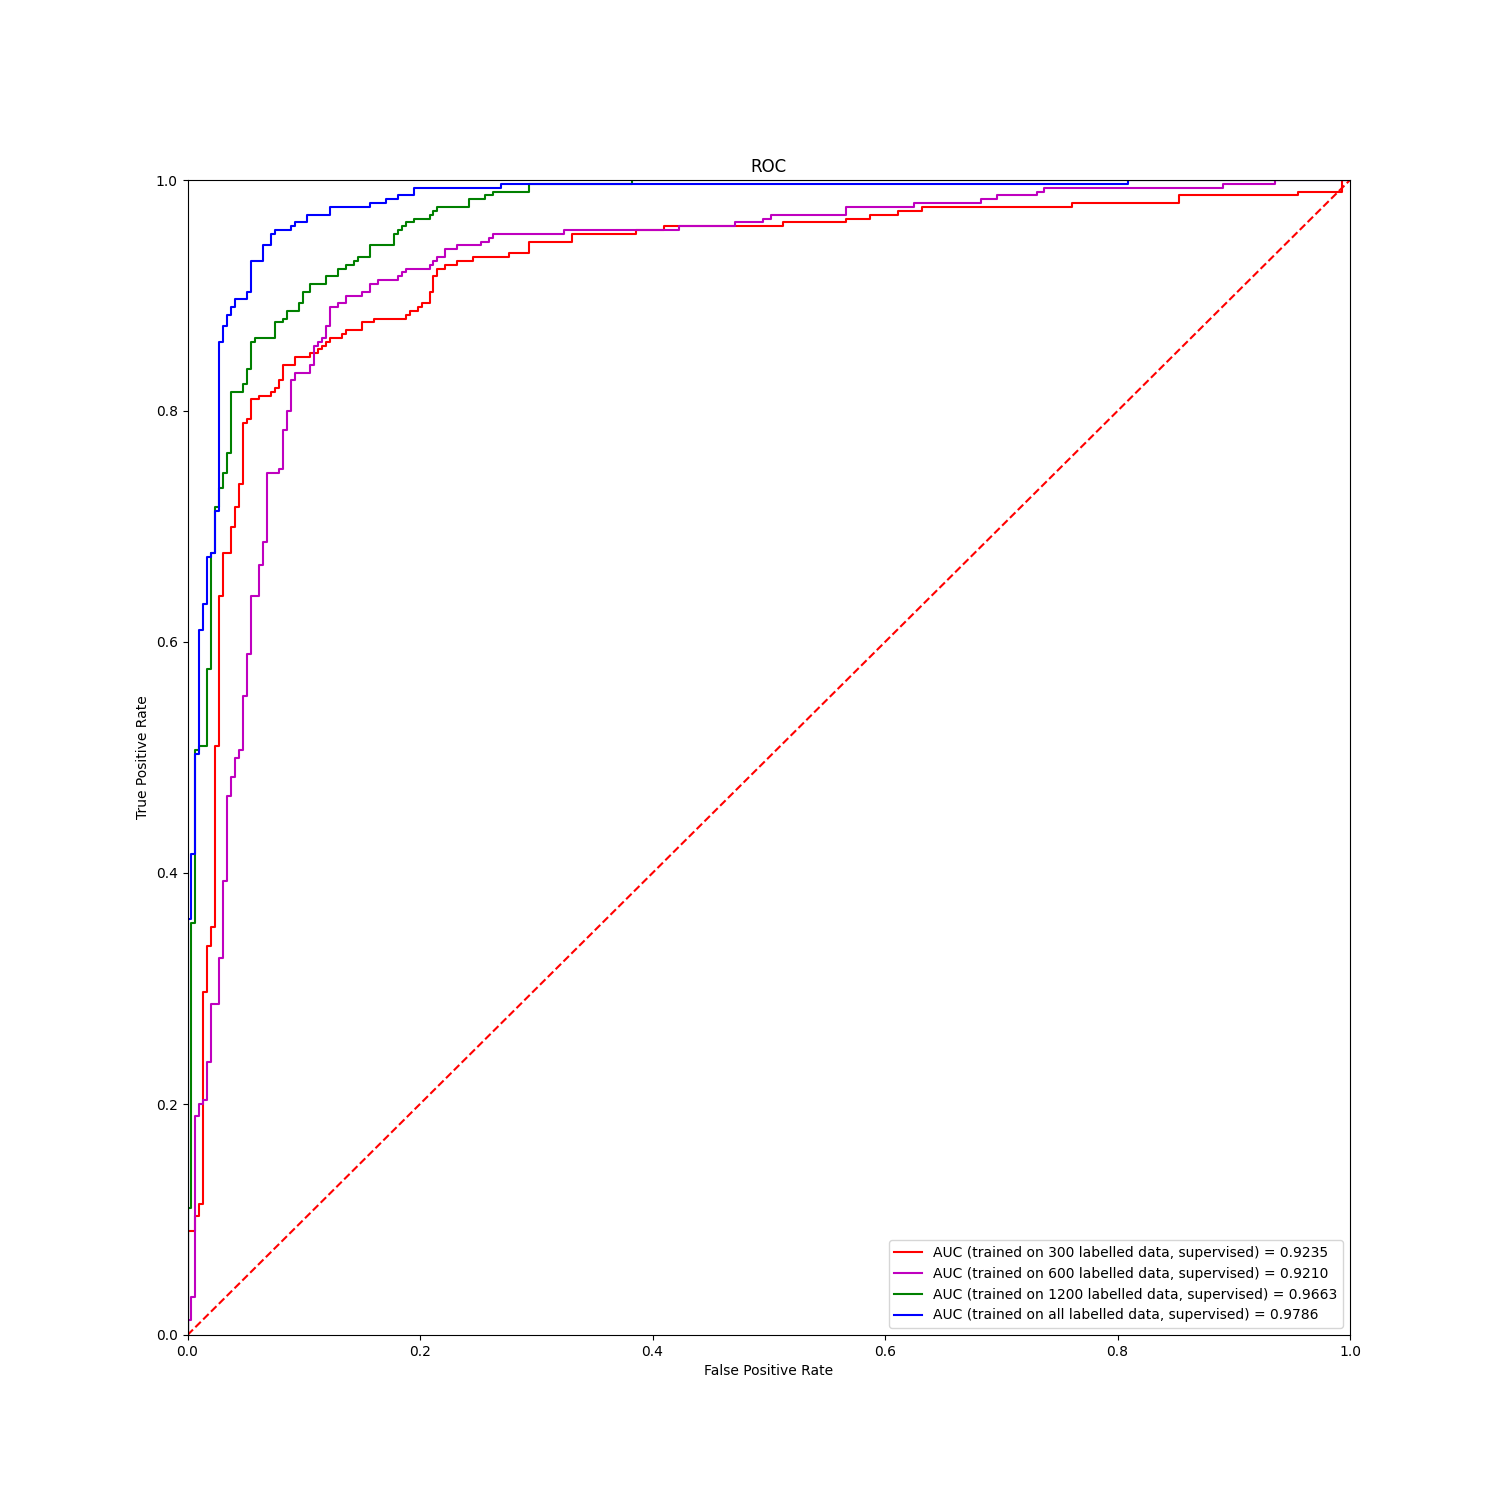 ROC
1.0
0.8
0.6
0.4
0.2
0.0
True Positive Rate
0.0 0.2 0.4 0.6 0.8 1.0
False Positive Rate
AUC (trained on 300 labelled data, supervised) = 0.9235
AUC (trained on 600 labelled data, supervised) = 0.9210
AUC (trained on 1200 labelled data, supervised) = 0.9663
AUC (trained on all labelled data, supervised) = 0.9786